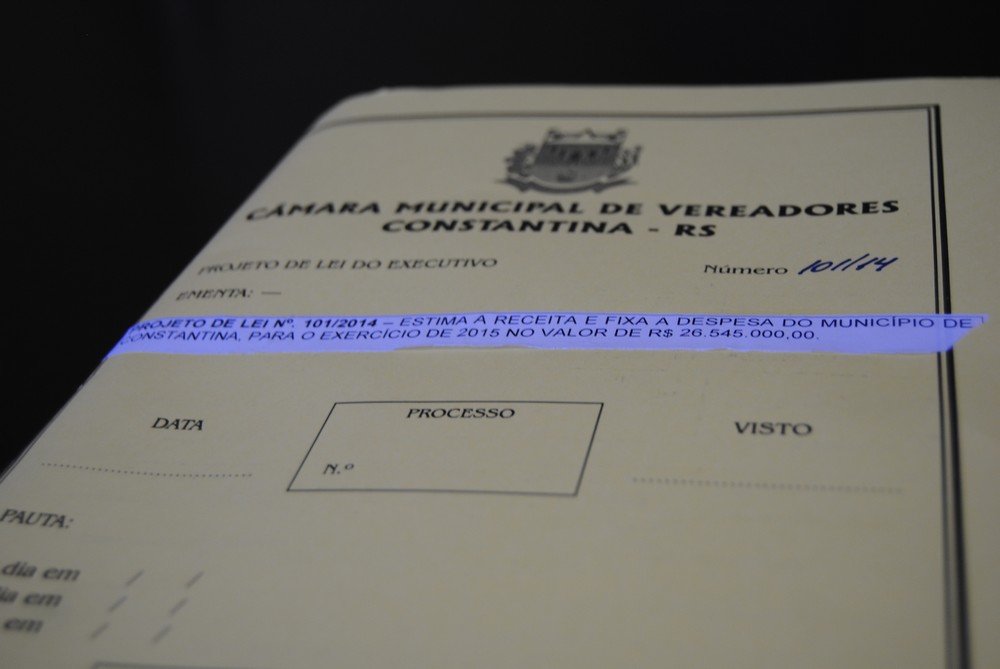 CÂMARA MUNICIPAL DE VEREADORES
CONSTANTINA - RS
PROJETO DE LEI DO EXECUTIVO Número 101/14
EMENTA: —
PROJETO DE LEI Nº. 101/2014 – ESTIMA A RECEITA E FIXA A DESPESA DO MUNICÍPIO DE
CONSTANTINA, PARA O EXERCÍCIO DE 2015 NO VALOR DE R$ 26.545.000,00.
DATA PROCESSO VISTO
N.º
PAUTA:
dia em / /
dia em / /
em / /